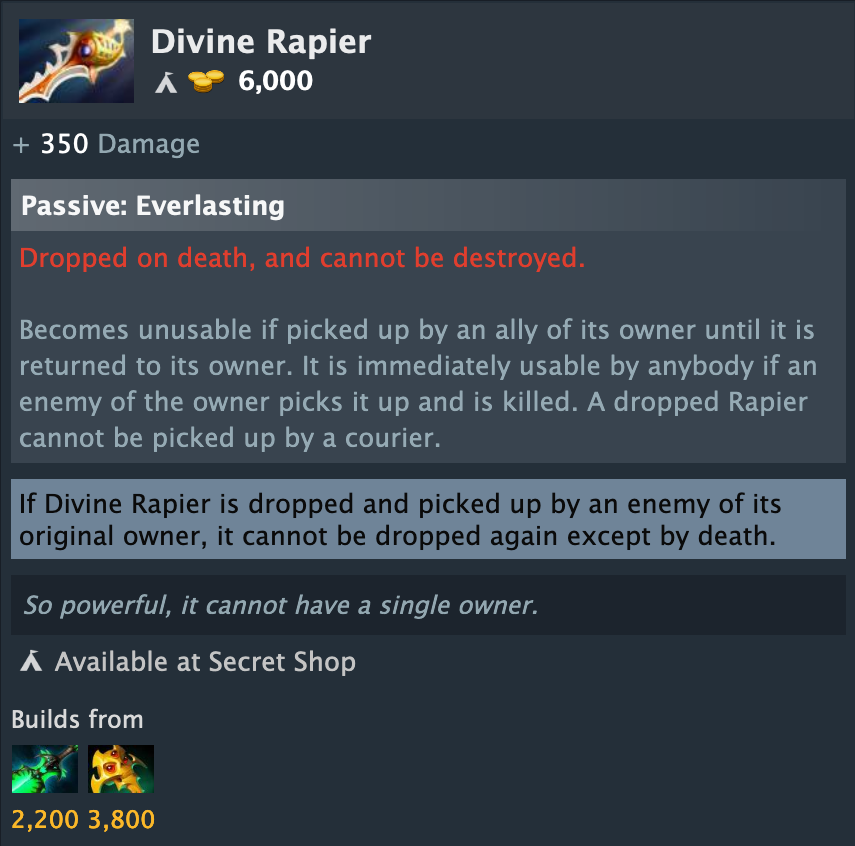 Divine Rapier
6,000
+ 350 Damage
Passive: Everlasting
Dropped on death, and cannot be destroyed.
Becomes unusable if picked up by an ally of its owner until it is
returned to its owner. It is immediately usable by anybody if an
enemy of the owner picks it up and is killed. A dropped Rapier
cannot be picked up by a courier.
If Divine Rapier is dropped and picked up by an enemy of its
original owner, it cannot be dropped again except by death.
So powerful, it cannot have a single owner.
Available at Secret Shop
Builds from
2,200 3,800